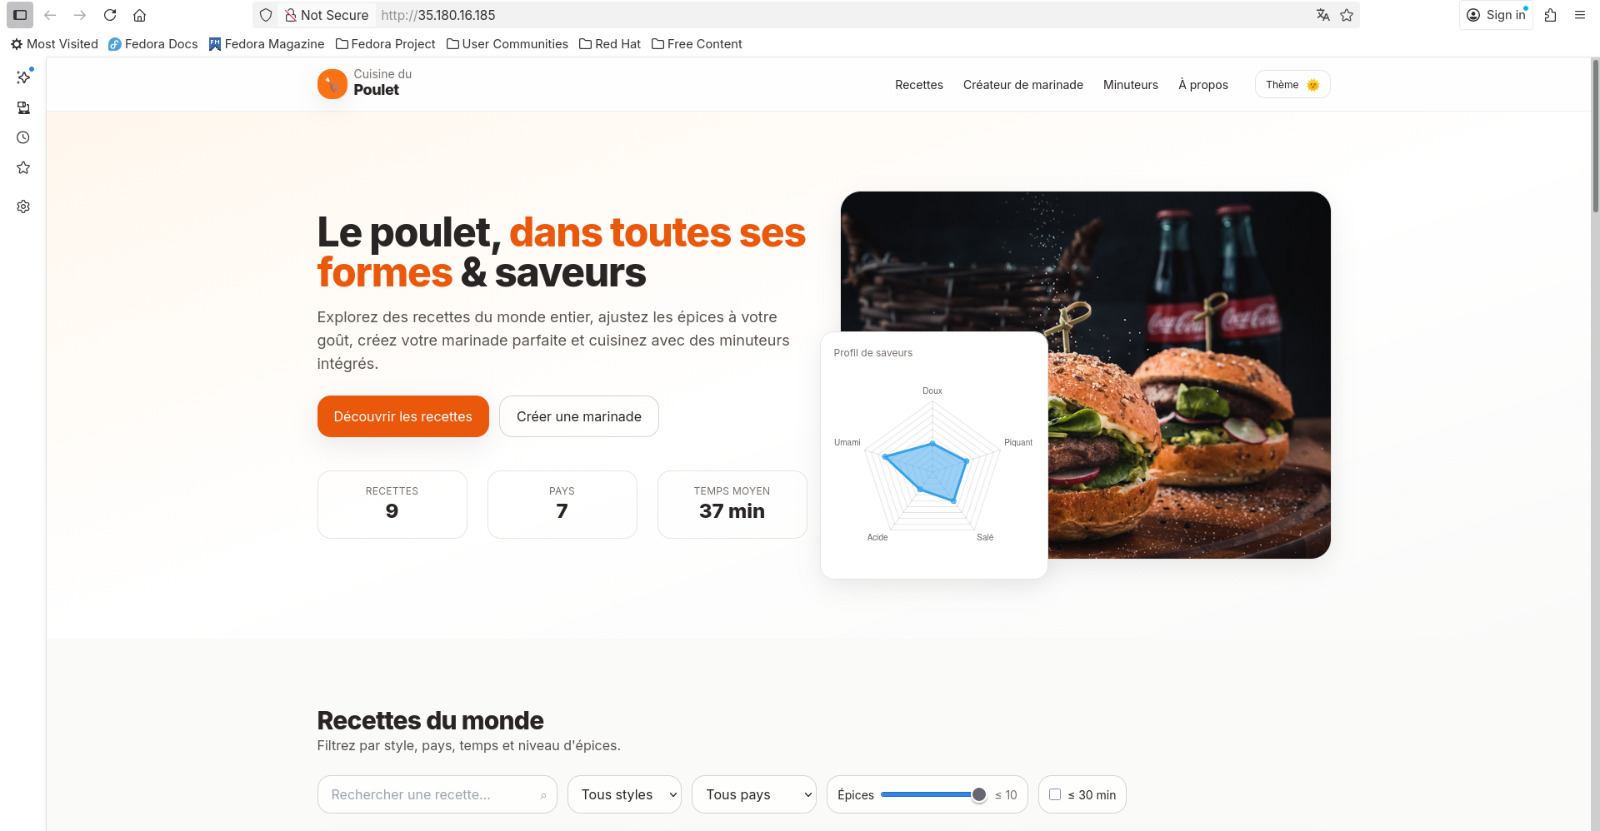 Not Secure
http://35.180.16.185
Sign in
Most Visited
Fedora Docs
Fedora Magazine
Fedora Project
User Communities
Red Hat
Free Content
Cuisine du
Poulet
Recettes
Créateur de marinade
Minuteurs
À propos
Thème
Le poulet, dans toutes ses
formes & saveurs
Explorez des recettes du monde entier, ajustez les épices à votre
goût, créez votre marinade parfaite et cuisinez avec des minuteurs
intégrés.
Découvrir les recettes
Créer une marinade
RECETTES
9
PAYS
7
TEMPS MOYEN
37 min
Coca-Cola
Coca-Cola
Profil de saveurs
Doux
Umami
Piquant
Acide
Salé
Recettes du monde
Filtrez par style, pays, temps et niveau d'épices.
Rechercher une recette...
Tous styles
Tous pays
Épices
≤ 10
≤ 30 min